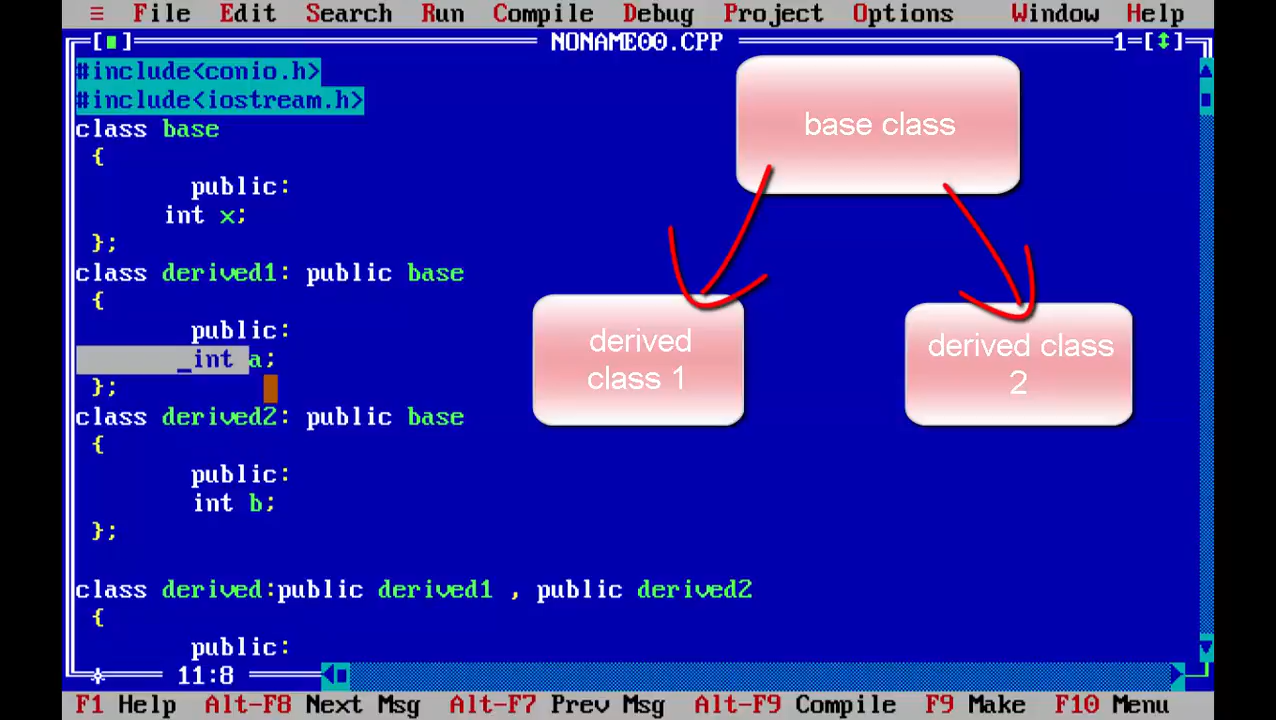 ≡ File Edit Search Run Compile Debug Project Options Window Help
[■] NONAME00.CPP 1=[↕]
#include<conio.h>
#include<iostream.h>
class base
{
public:
int x;
};
class derived1: public base
{
public:
_int a;
};
class derived2: public base
{
public:
int b;
};
class derived:public derived1 , public derived2
{
public:
base class
derived
class 1
derived class
2
11:8
F1 Help Alt-F8 Next Msg Alt-F7 Prev Msg Alt-F9 Compile F9 Make F10 Menu